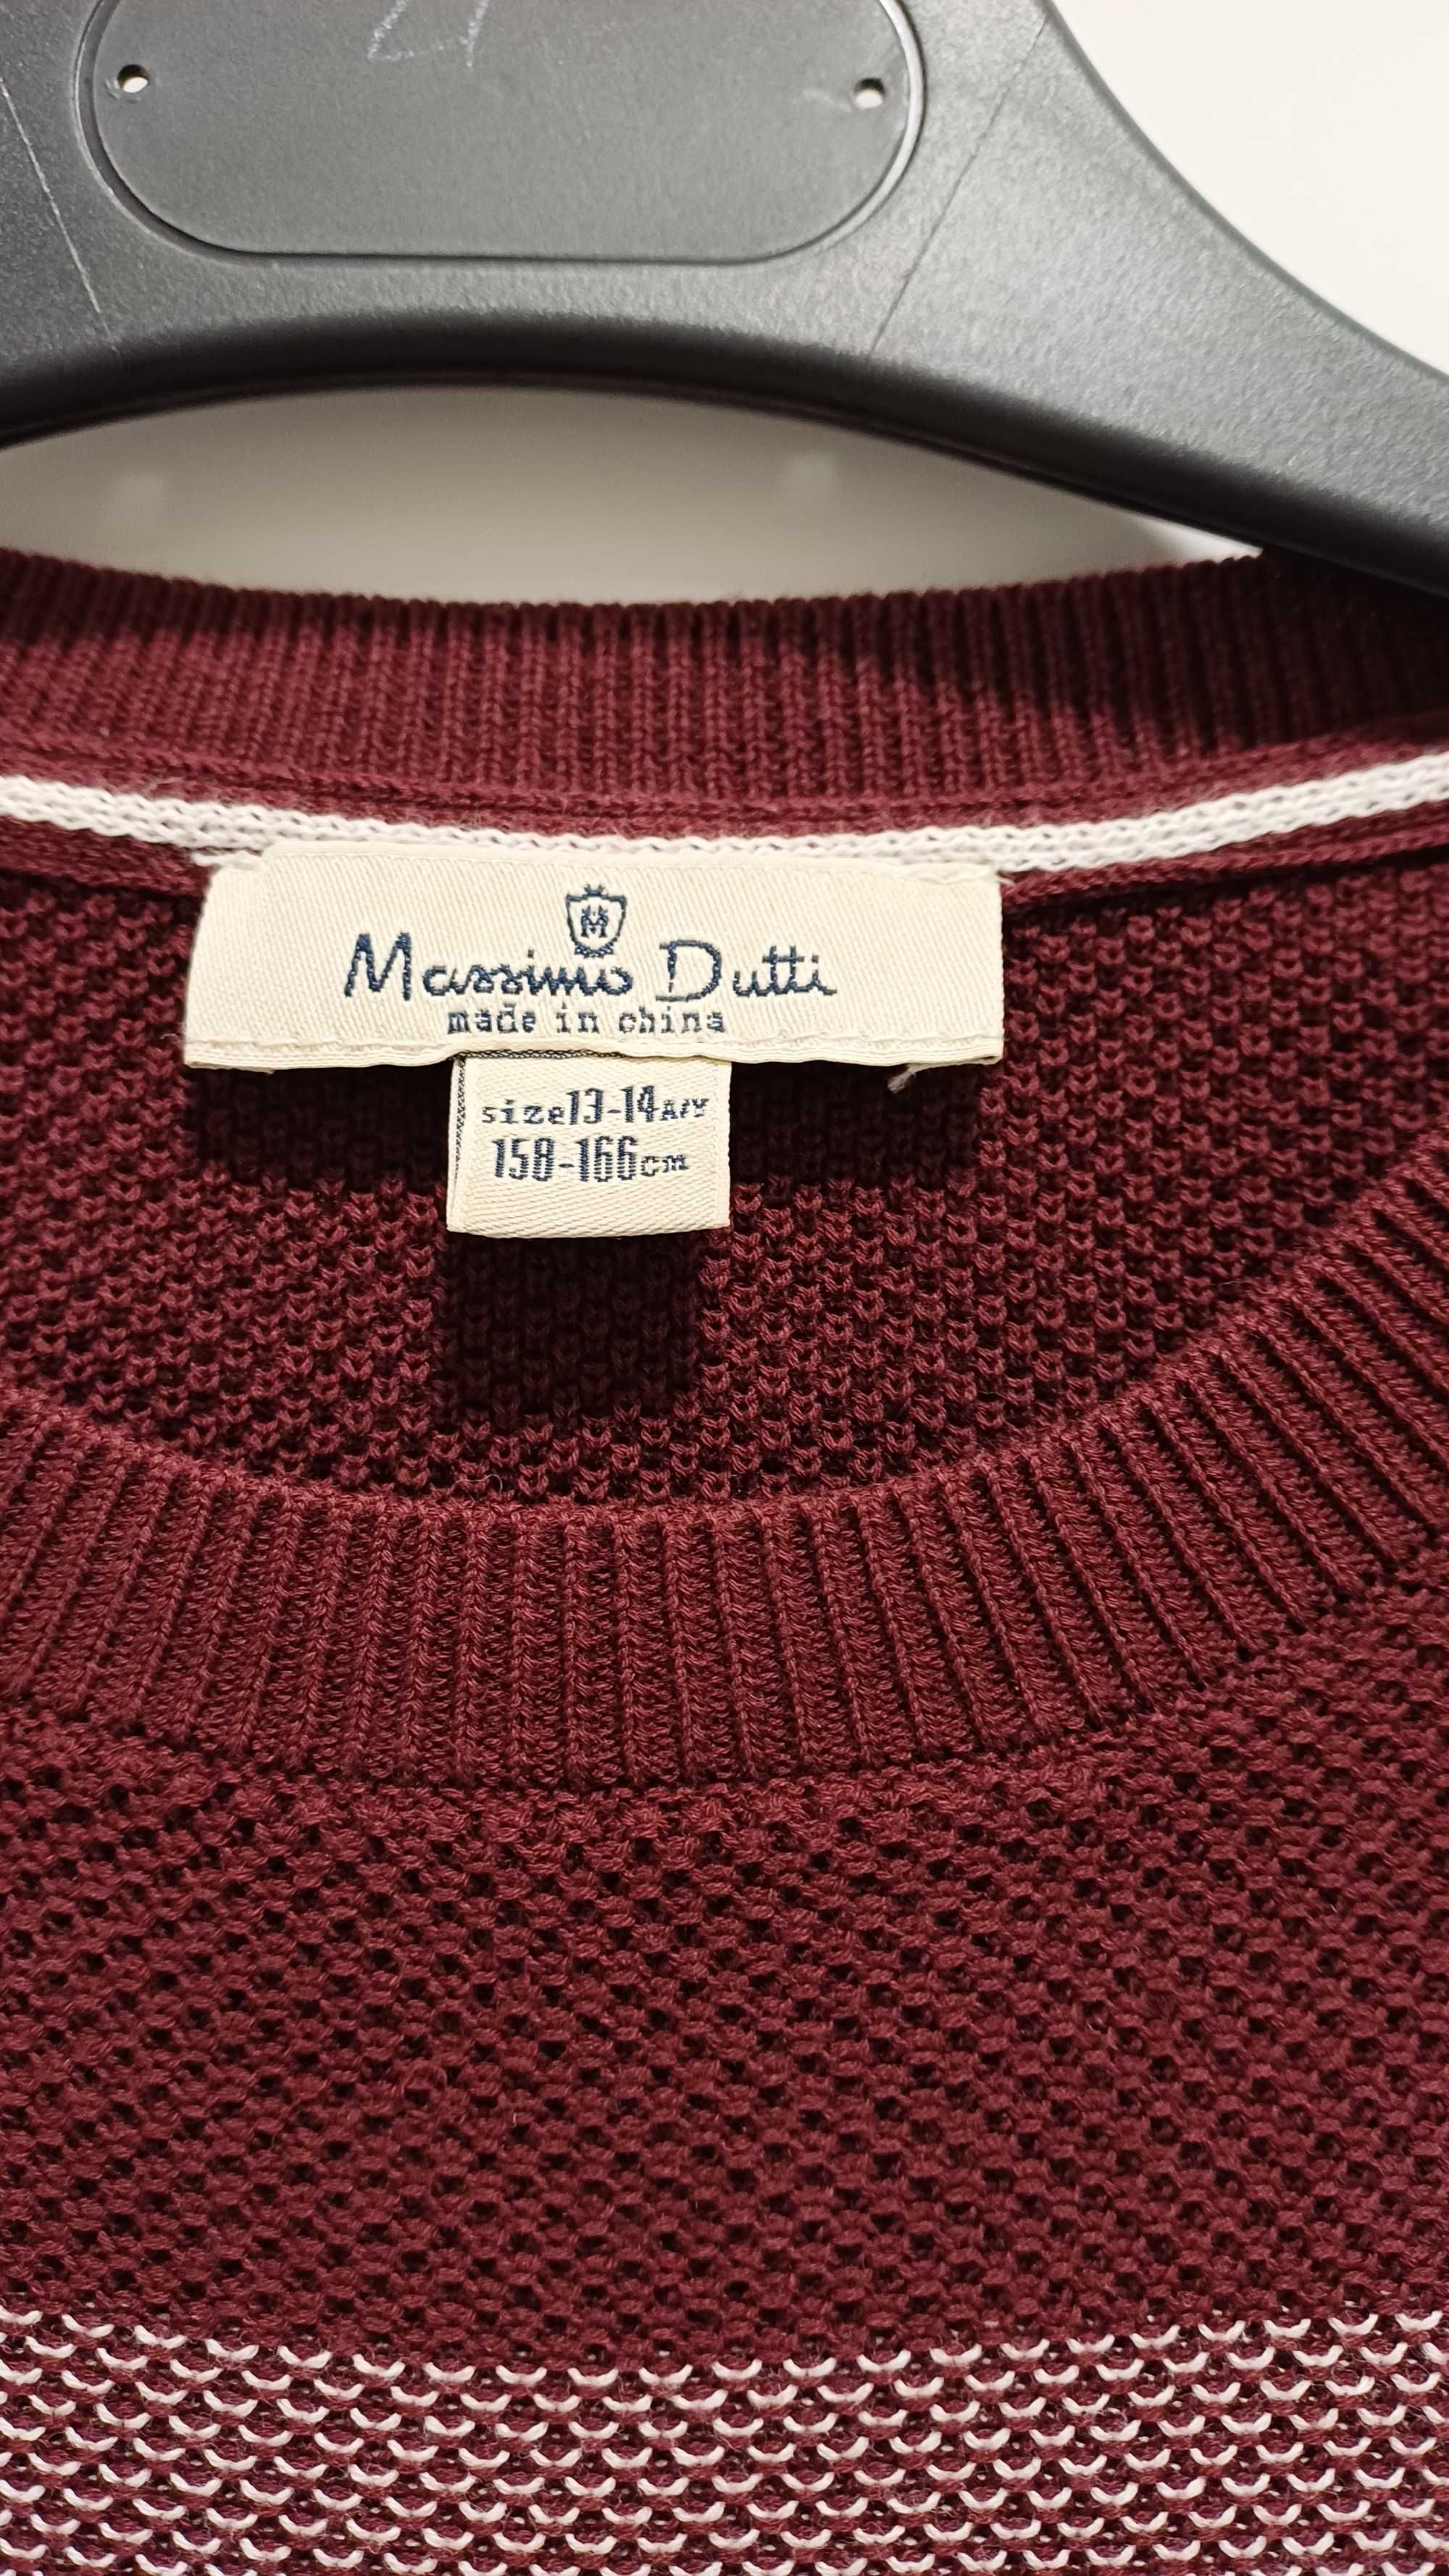 M
Massimo Dutti
made in china
size13-14A/Y
158-166cm